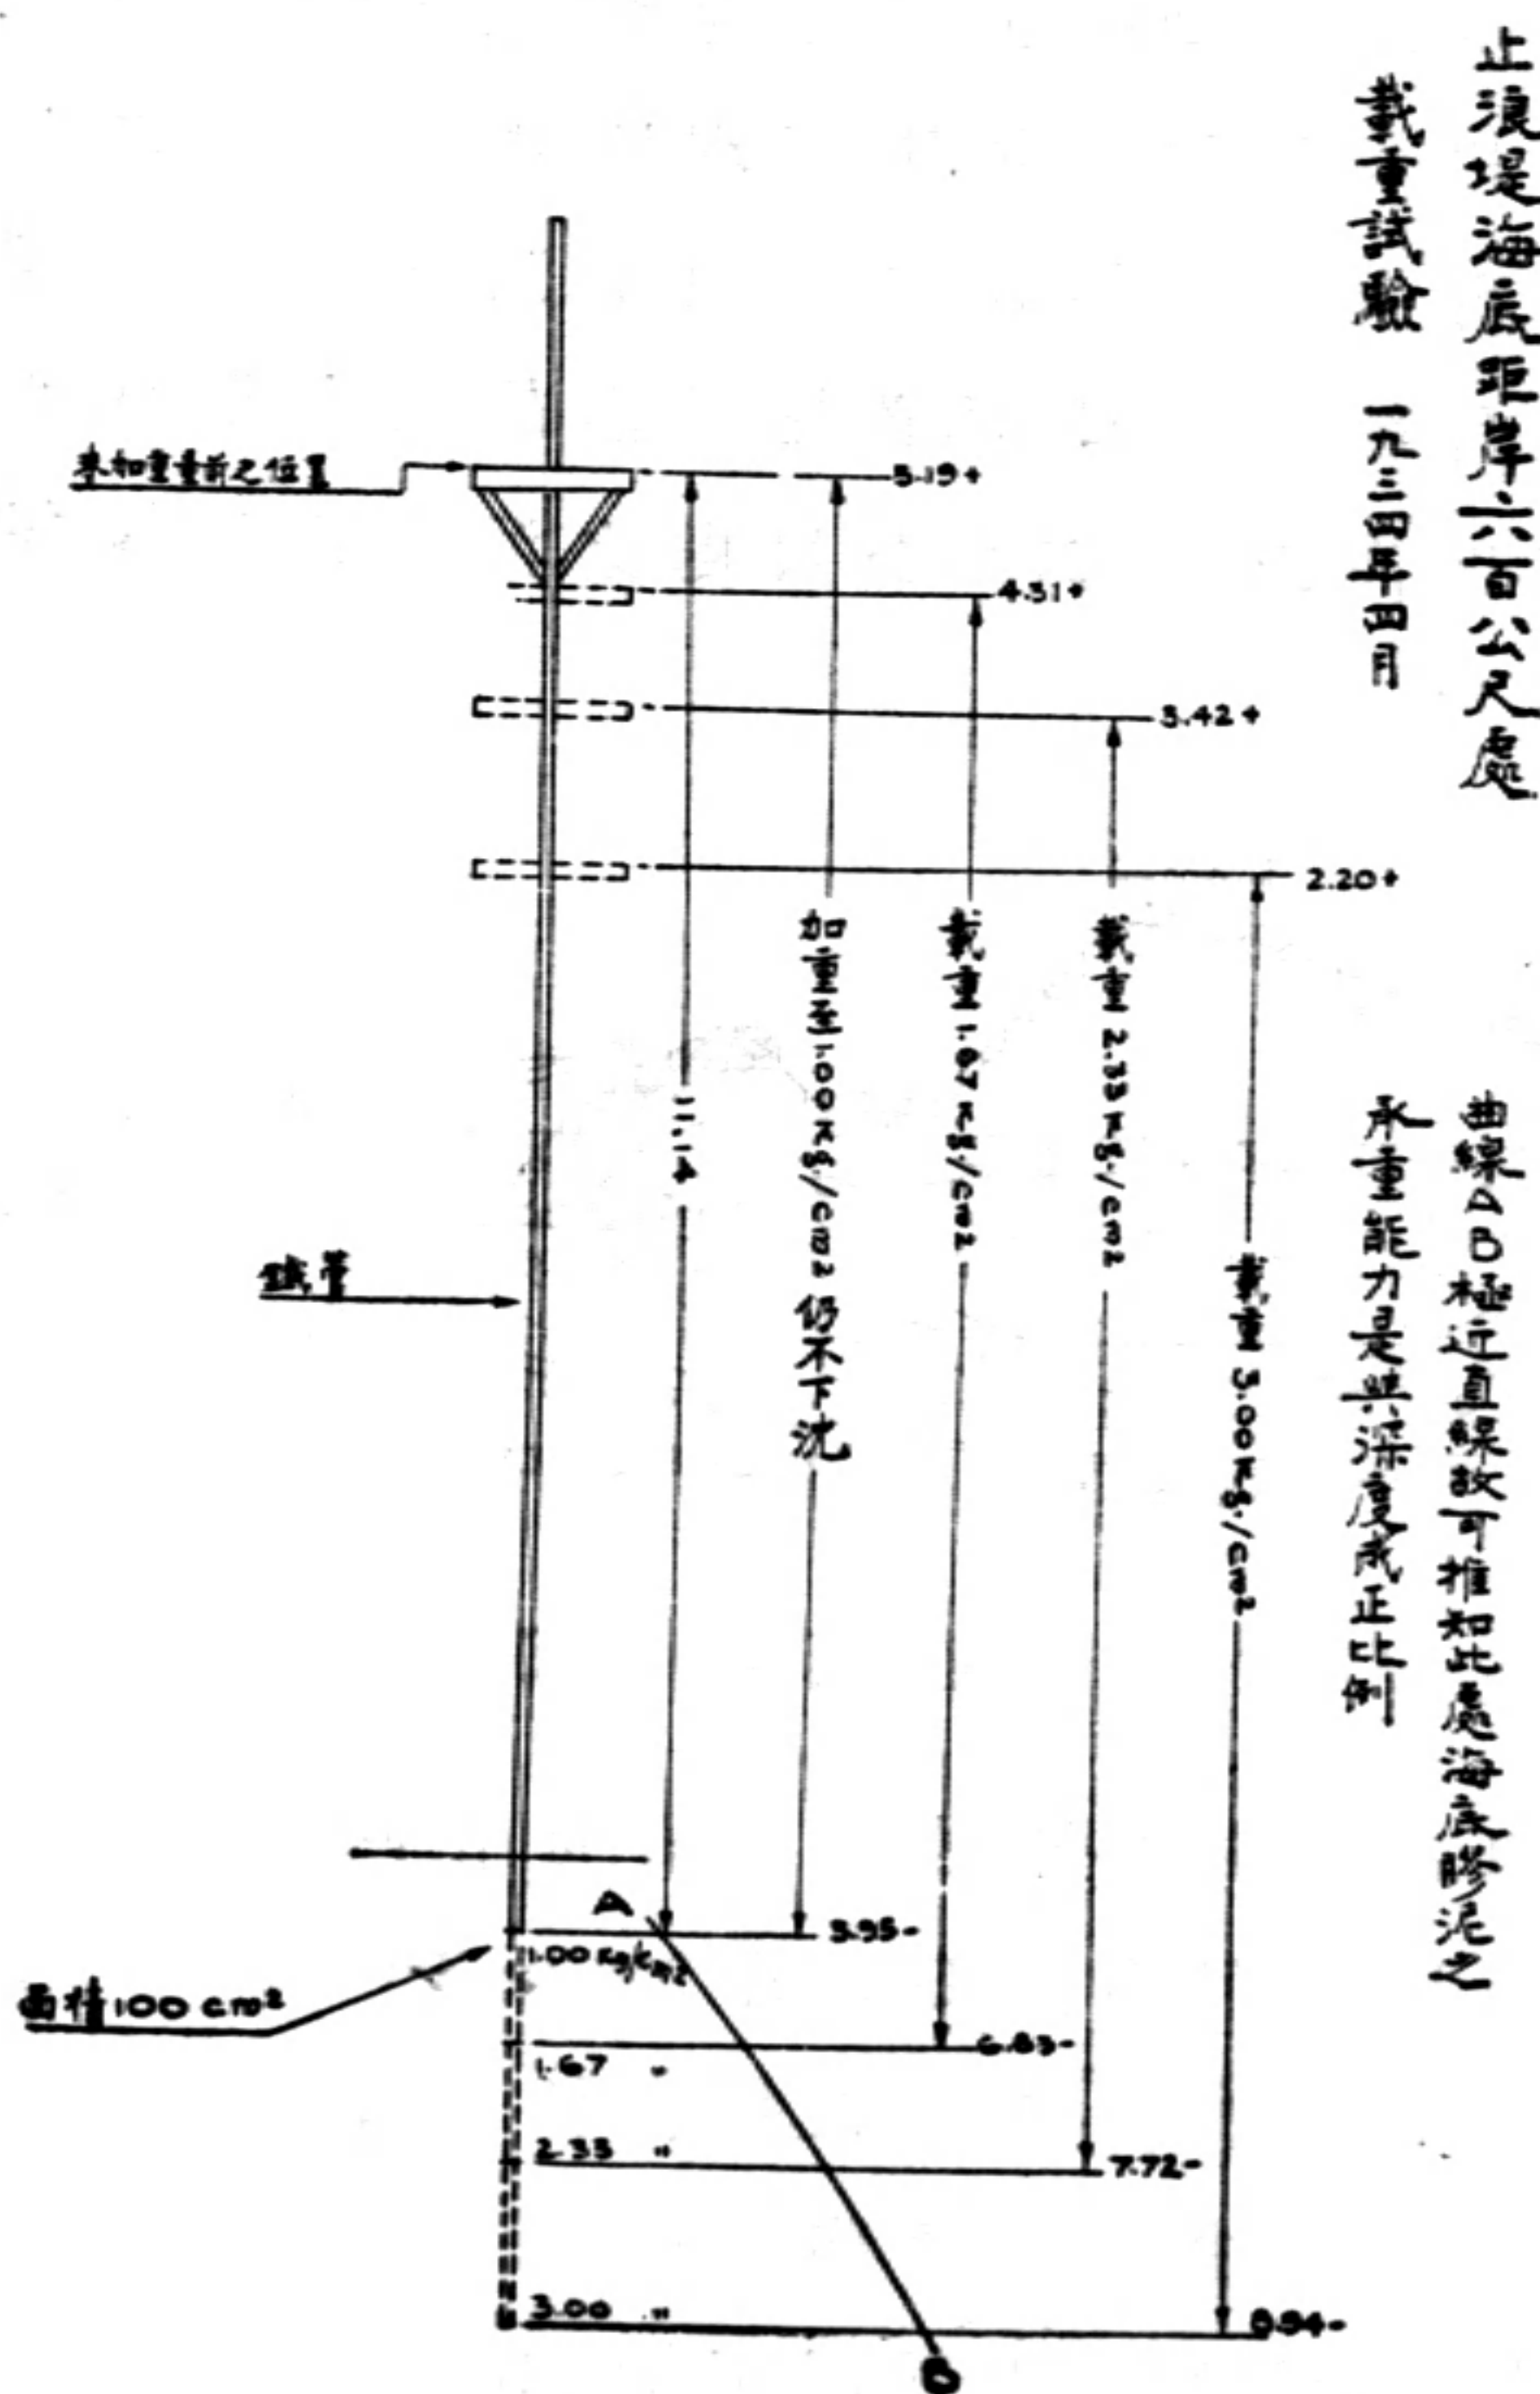 止浪堤海底距岸六百公尺處
載重試驗 一九三四年四月
曲線AB極近直線故可推知此處海底膠泥之
承重能力是與深度成正比例
未加重量前之位置
5.19+
4.31+
3.42+
2.20+
11.14
加重至1.00 Kg./cm2 仍不下沈
載重 1.67 Kg./cm2
載重 2.33 Kg./cm2
載重 3.00 Kg./cm2
鐵管
A
5.95-
1.00 Kg/cm2
面積100 cm2
6.83-
1.67 "
2.33 "
7.72-
3.00 "
8.94-
B